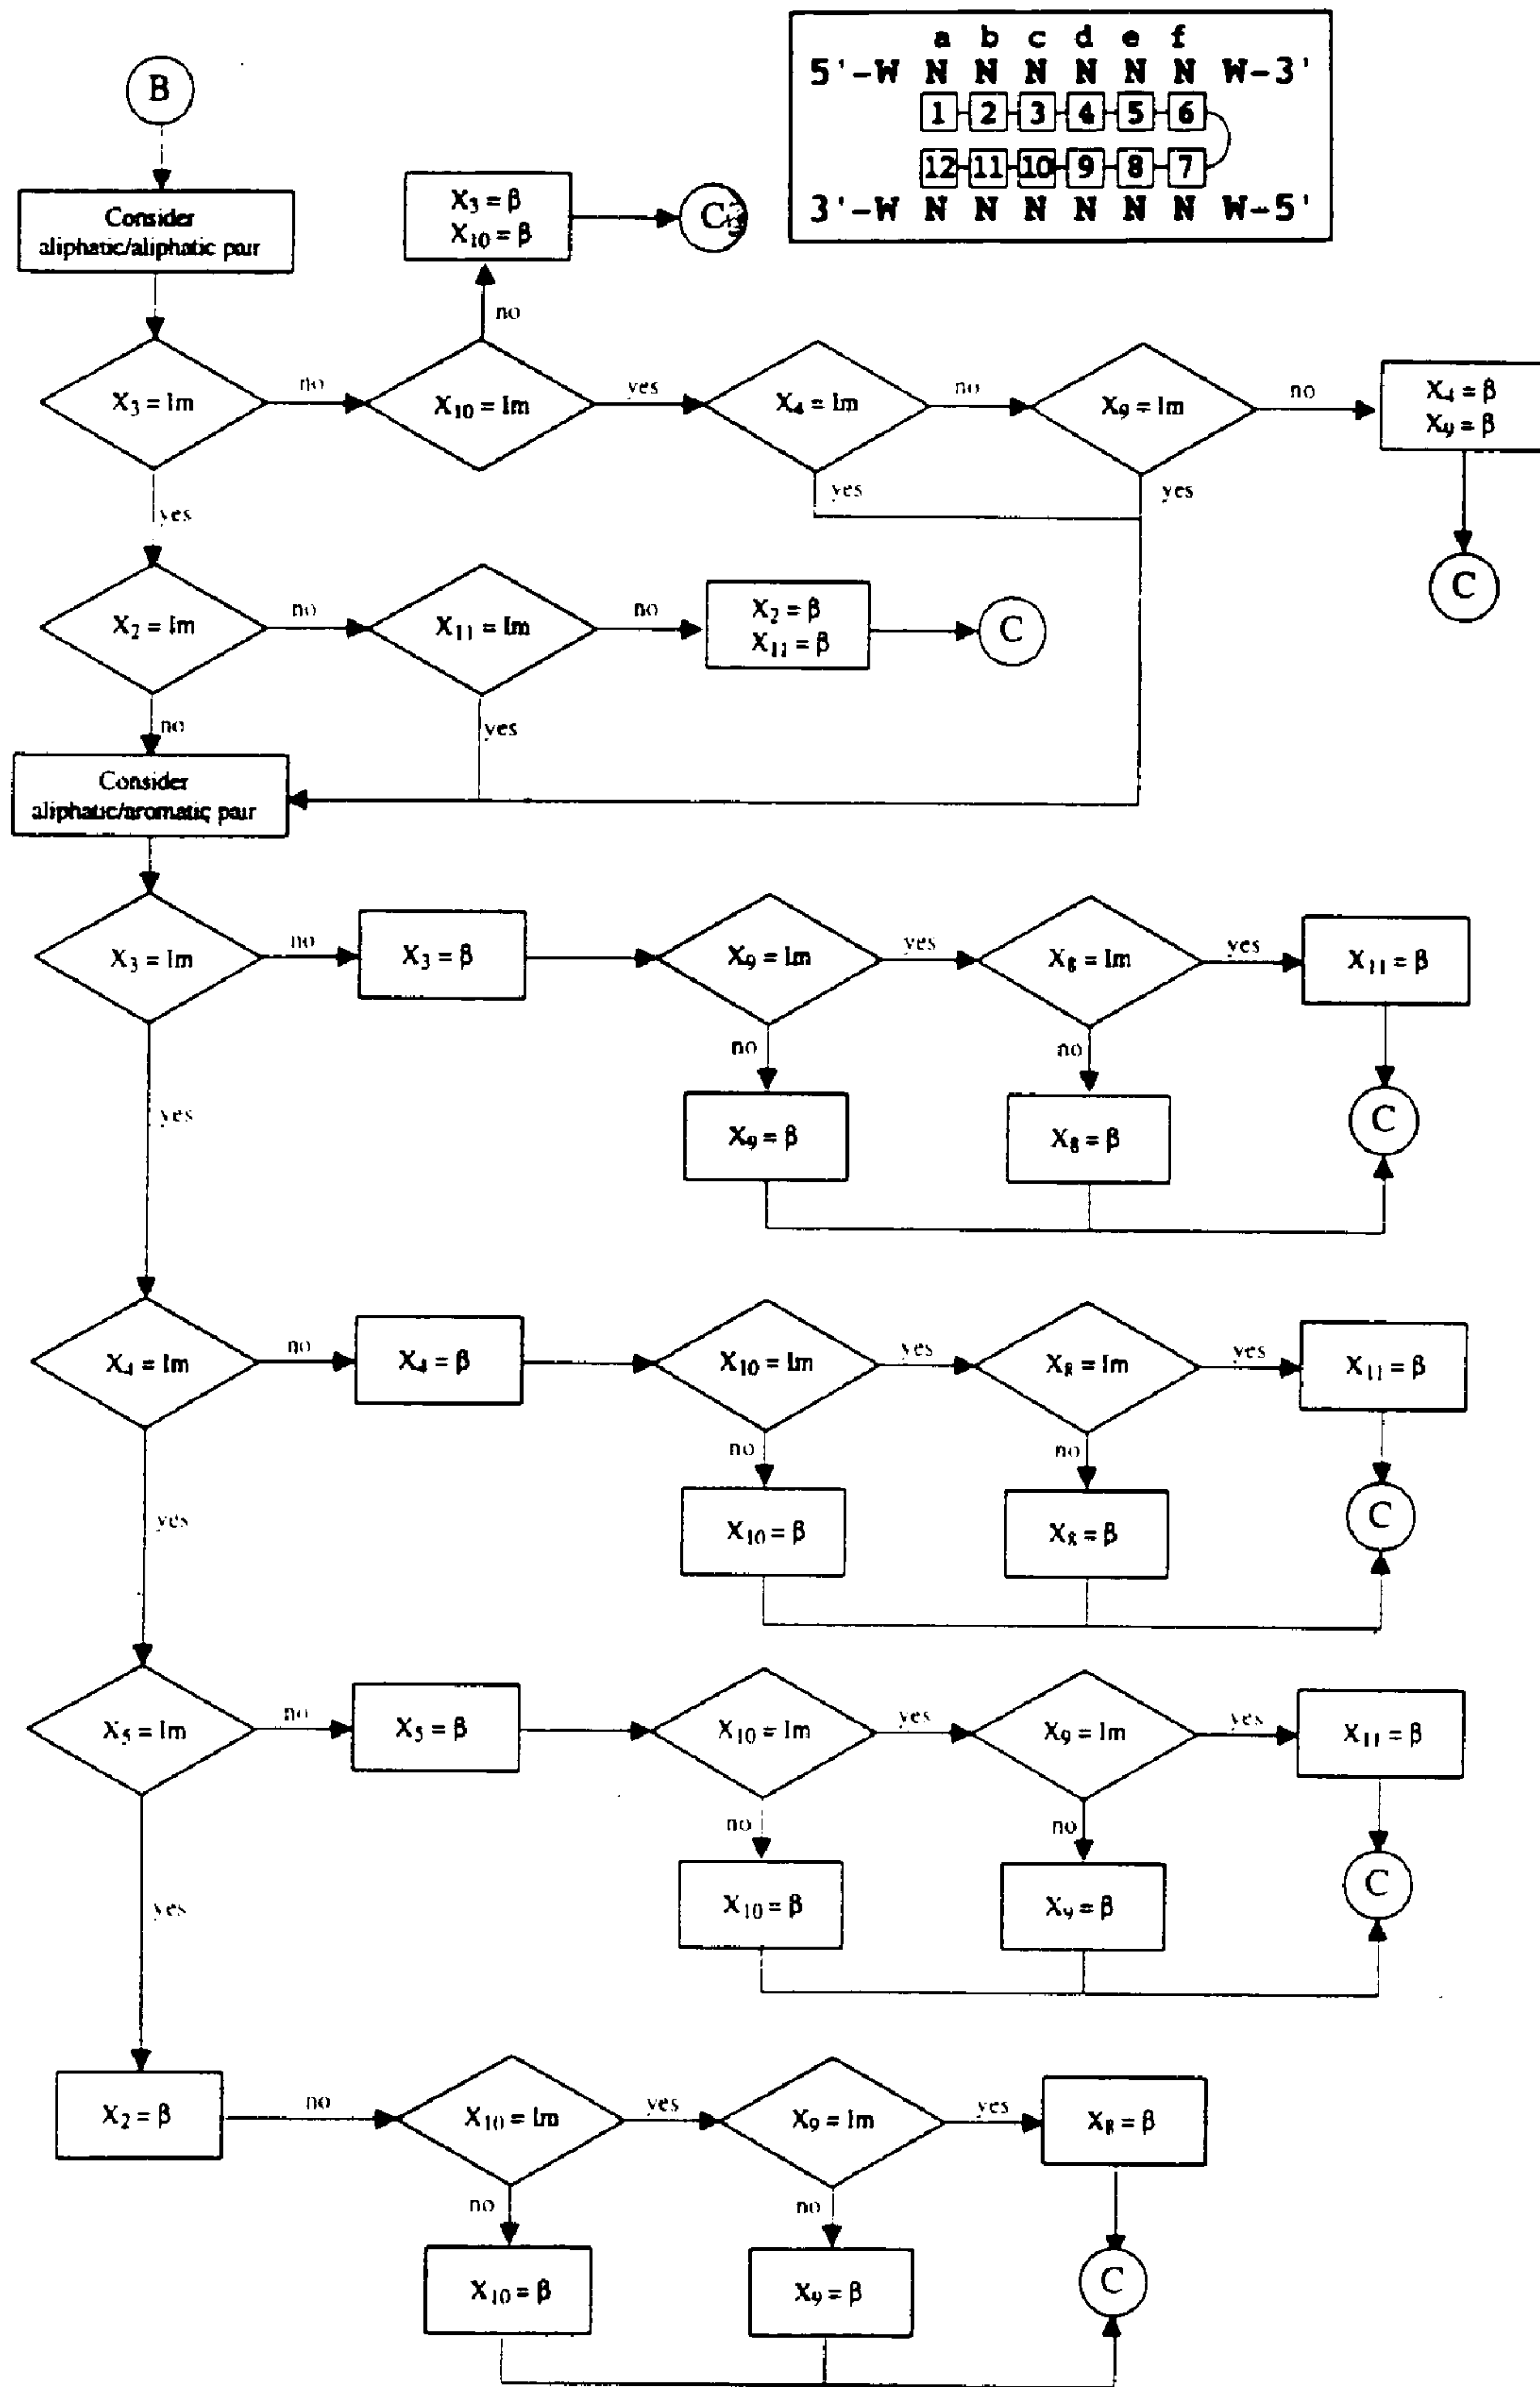 a b c d e f
5'-W N N N N N N W-3'
1 2 3 4 5 6
12 11 10 9 8 7
3'-W N N N N N N W-5'
B
Consider
aliphatic/aliphatic pair
X₃ = β
X₁₀ = β
C
no
X₃ = Im
no
X₁₀ = Im
yes
X₄ = Im
no
X₉ = Im
no
X₄ = β
X₉ = β
yes
yes
yes
C
X₂ = Im
no
X₁₁ = Im
no
X₂ = β
X₁₁ = β
C
no
yes
Consider
aliphatic/aromatic pair
X₃ = Im
no
X₃ = β
X₉ = Im
yes
X₈ = Im
yes
X₁₁ = β
no
no
yes
X₉ = β
X₈ = β
C
X₄ = Im
no
X₄ = β
X₁₀ = Im
yes
X₈ = Im
yes
X₁₁ = β
no
no
yes
X₁₀ = β
X₈ = β
C
X₅ = Im
no
X₅ = β
X₁₀ = Im
yes
X₉ = Im
yes
X₁₁ = β
no
no
yes
X₁₀ = β
X₉ = β
C
X₂ = β
no
X₁₀ = Im
yes
X₉ = Im
yes
X₈ = β
no
no
X₁₀ = β
X₉ = β
C